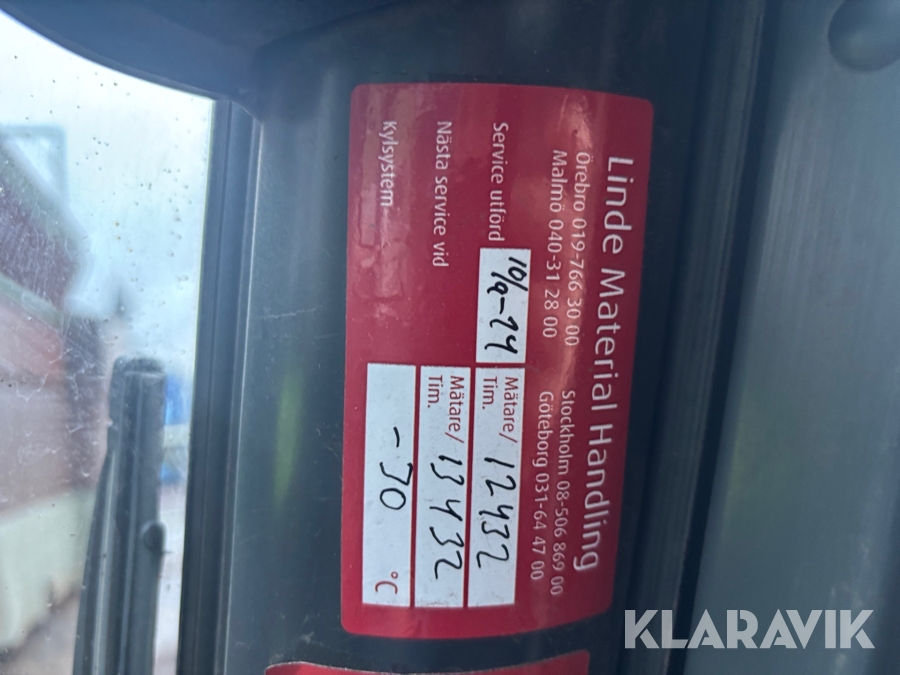 Linde Material Handling
Örebro 019-766 30 00 Stockholm 08-506 869 00
Malmö 040-31 28 00 Göteborg 031-64 47 00
Service utförd 10/9-24 Mätare/Tim. 12432
Nästa service vid Mätare/Tim. 13432
Kylsystem -30 °C
KLARAVIK